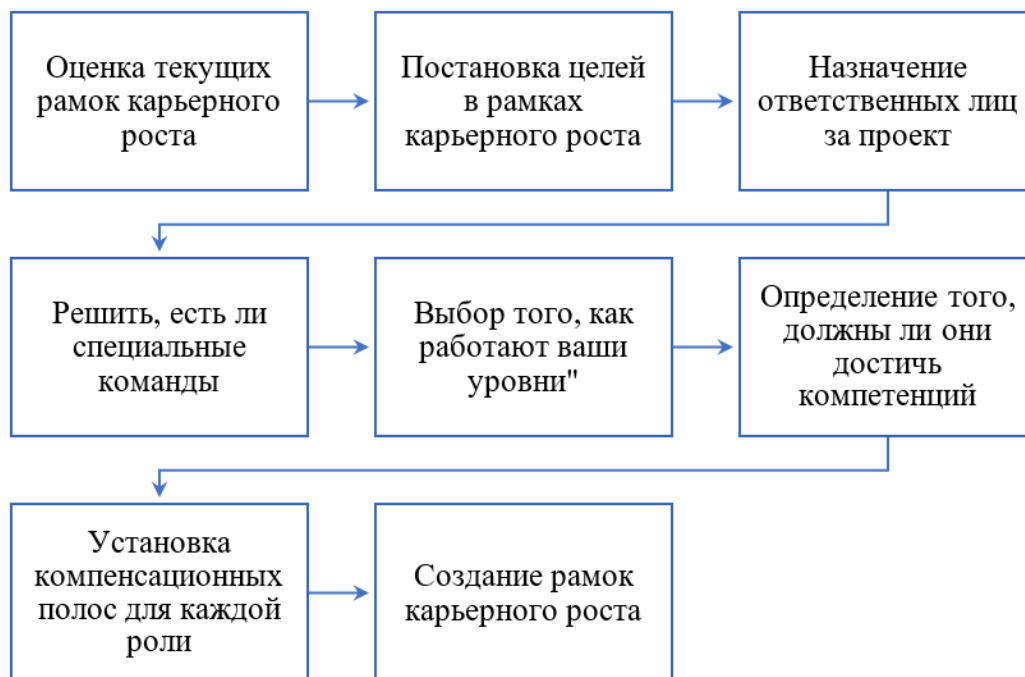 Оценка текущих
рамок карьерного
роста
Постановка целей
в рамках
карьерного роста
Назначение
ответственных лиц
за проект
Решить, есть ли
специальные
команды
Выбор того, как
работают ваши
уровни"
Определение того,
должны ли они
достичь
компетенций
Установка
компенсационных
полос для каждой
роли
Создание рамок
карьерного роста